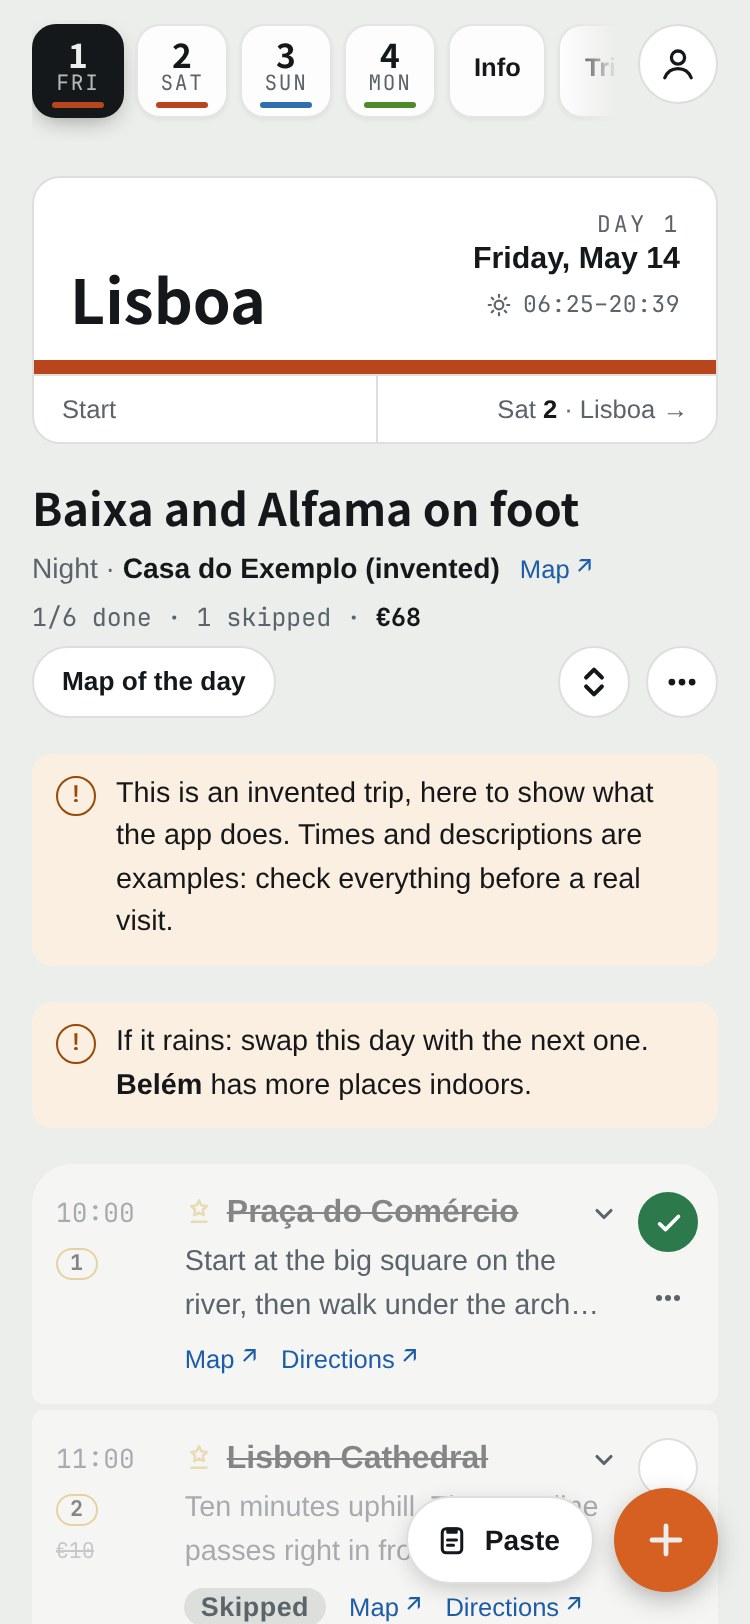 1 FRI
2 SAT
3 SUN
4 MON
Info
DAY 1
Friday, May 14
Lisboa
06:25–20:39
Start
Sat 2 · Lisboa →
Baixa and Alfama on foot
Night · Casa do Exemplo (invented) Map
1/6 done · 1 skipped · €68
Map of the day
This is an invented trip, here to show what
the app does. Times and descriptions are
examples: check everything before a real
visit.
If it rains: swap this day with the next one.
Belém has more places indoors.
10:00 Praça do Comércio
1
Start at the big square on the
river, then walk under the arch…
Map Directions
11:00 Lisbon Cathedral
2
Ten minutes uphill.
€10
passes right in
Paste
Skipped Map Directions